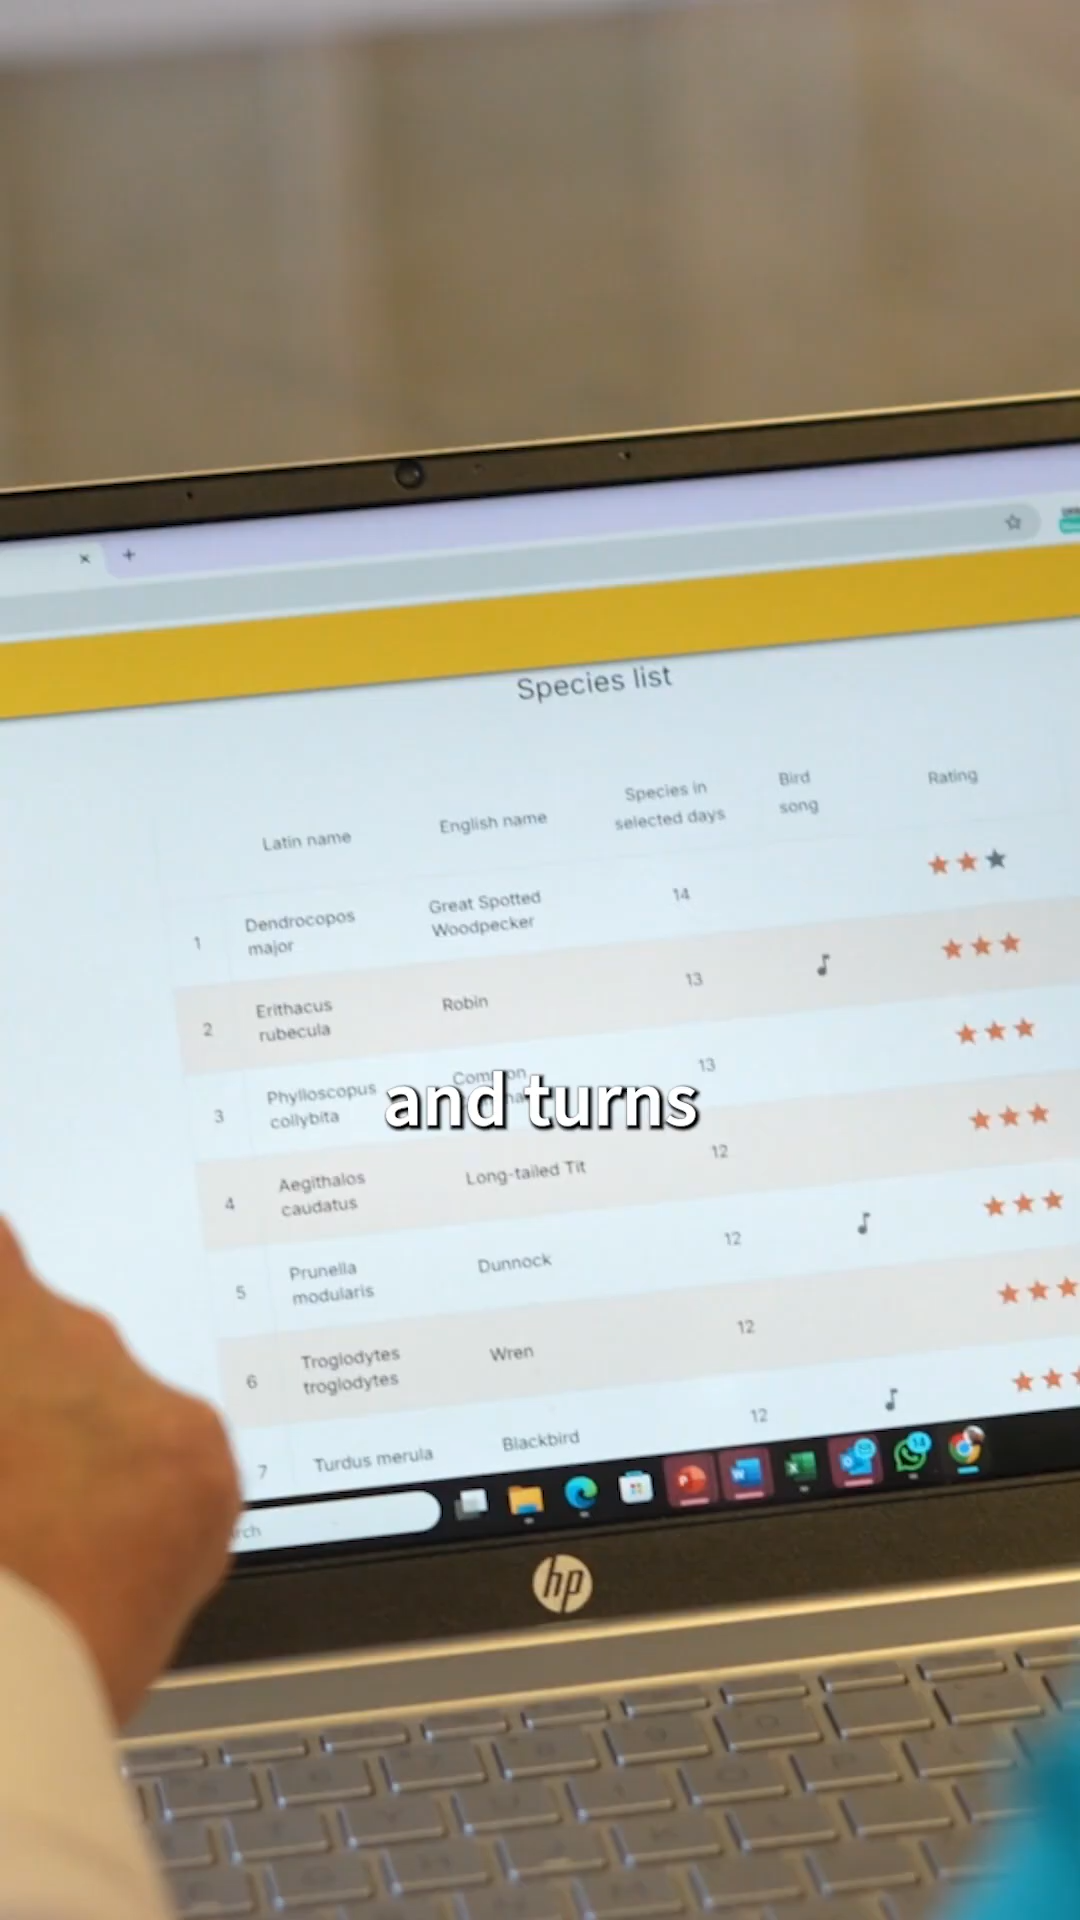 Species list
Latin name
English name
Species in
selected days
Bird
song
Rating
1
Dendrocopos
major
Great Spotted
Woodpecker
14
2
Erithacus
rubecula
Robin
13
3
Phylloscopus
collybita
13
and turns
4
Aegithalos
caudatus
Long-tailed Tit
12
5
Prunella
modularis
Dunnock
12
6
Troglodytes
troglodytes
Wren
12
7
Turdus merula
Blackbird
12
14
hp